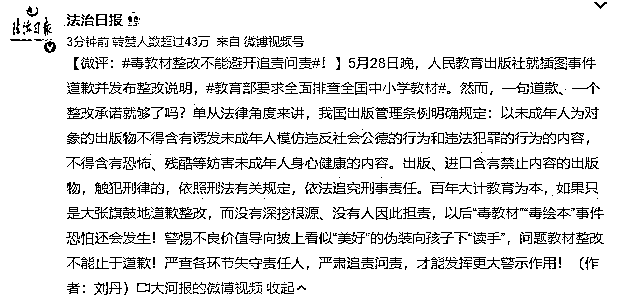 法治日报
法治日报
3分钟前 转赞人数超过43万 来自 微博视频号
【微评：#毒教材整改不能避开追责问责#！】5月28日晚，人民教育出版社就插图事件
道歉并发布整改说明，#教育部要求全面排查全国中小学教材#。然而，一句道歉、一个
整改承诺就够了吗？单从法律角度来讲，我国出版管理条例明确规定：以未成年人为对
象的出版物不得含有诱发未成年人模仿违反社会公德的行为和违法犯罪的行为的内容，
不得含有恐怖、残酷等妨害未成年人身心健康的内容。出版、进口含有禁止内容的出版
物，触犯刑律的，依照刑法有关规定，依法追究刑事责任。百年大计教育为本，如果只
是大张旗鼓地道歉整改，而没有深挖根源、没有人因此担责，以后“毒教材”“毒绘本”事件
恐怕还会发生！警惕不良价值导向披上看似“美好”的伪装向孩子下“读手”，问题教材整改
不能止于道歉！严查各环节失守责任人，严肃追责问责，才能发挥更大警示作用！（作
者：刘丹）大河报的微博视频 收起